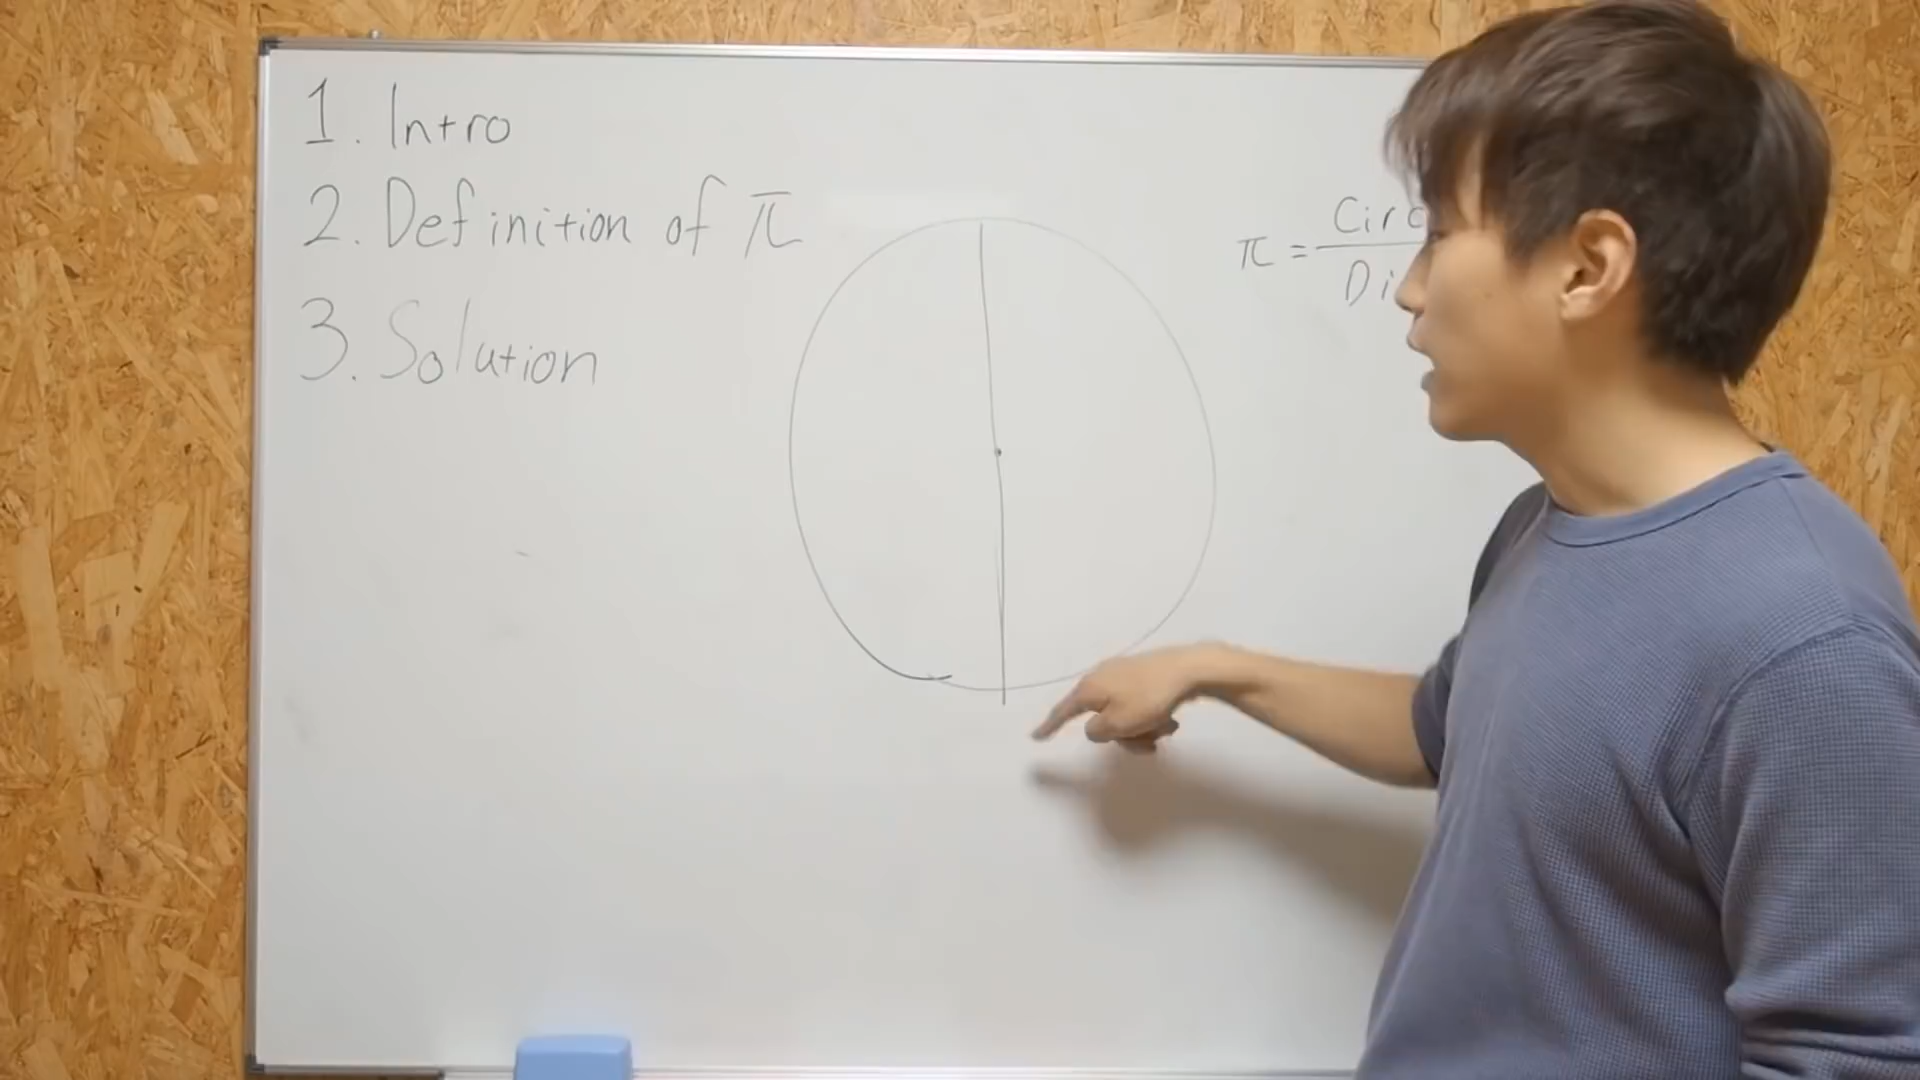 1. Intro
2. Definition of π
3. Solution
π =